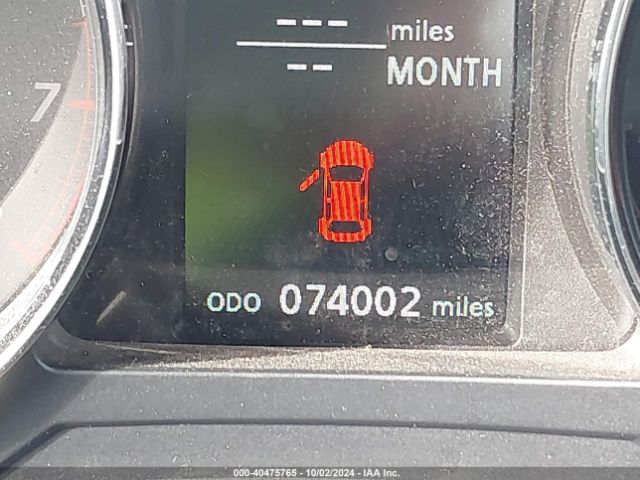 --- miles
-- MONTH
7
ODO 074002 miles
000-40475765 - 10/02/2024 - IAA Inc.